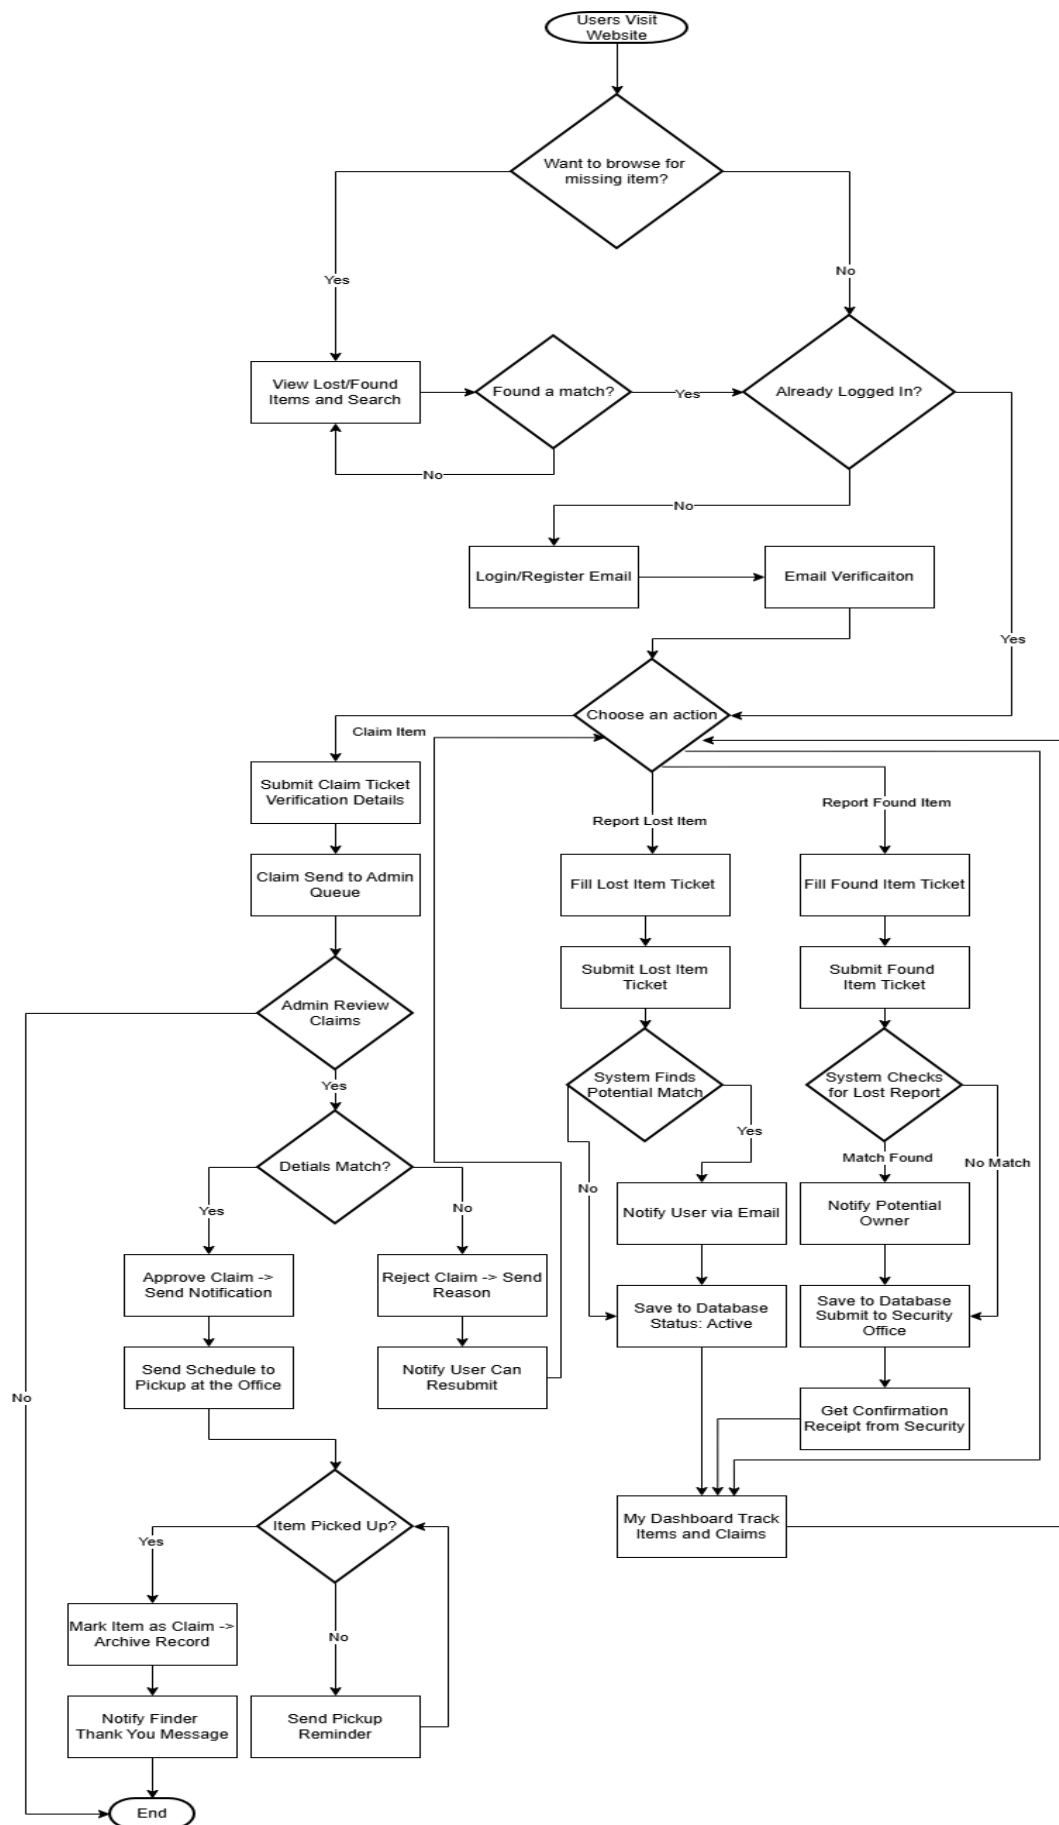 Users Visit
Website
Want to browse for
missing item?
Yes
No
View Lost/Found
Items and Search
Found a match?
Yes
Already Logged In?
No
No
Login/Register Email
Email Verificaiton
Yes
Choose an action
Claim Item
Submit Claim Ticket
Verification Details
Report Lost Item
Report Found Item
Claim Send to Admin
Queue
Fill Lost Item Ticket
Fill Found Item Ticket
Submit Lost Item
Ticket
Submit Found
Item Ticket
Admin Review
Claims
System Finds
Potential Match
System Checks
for Lost Report
Yes
Yes
Match Found
No Match
Detials Match?
No
Yes
No
Notify User via Email
Notify Potential
Owner
Approve Claim ->
Send Notification
Reject Claim -> Send
Reason
Save to Database
Status: Active
Save to Database
Submit to Security
Office
Send Schedule to
Pickup at the Office
Notify User Can
Resubmit
No
Get Confirmation
Receipt from Security
Item Picked Up?
My Dashboard Track
Items and Claims
Yes
Mark Item as Claim ->
Archive Record
No
Notify Finder
Thank You Message
Send Pickup
Reminder
End